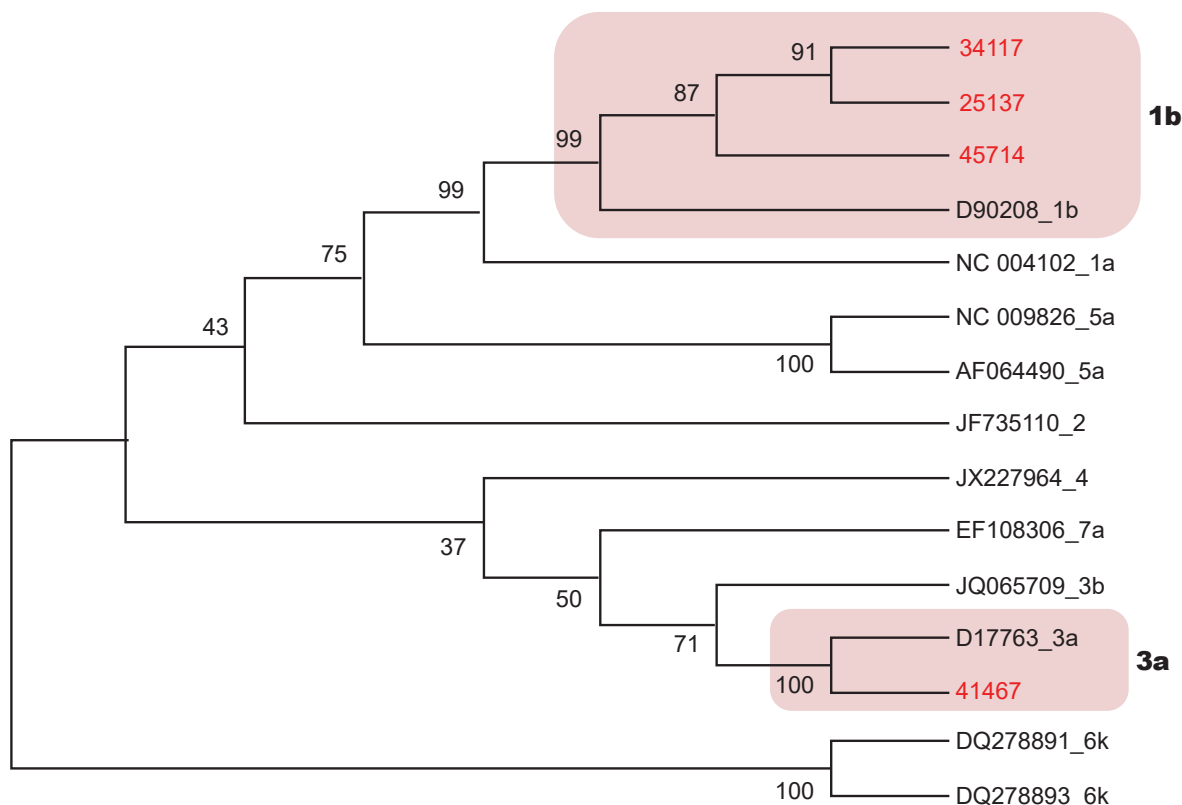 34117
91
87
25137
1b
99
45714
99
D90208_1b
75
NC 004102_1a
43
NC 009826_5a
100
AF064490_5a
JF735110_2
JX227964_4
37
EF108306_7a
50
JQ065709_3b
71
D17763_3a
3a
100
41467
DQ278891_6k
100
DQ278893_6k